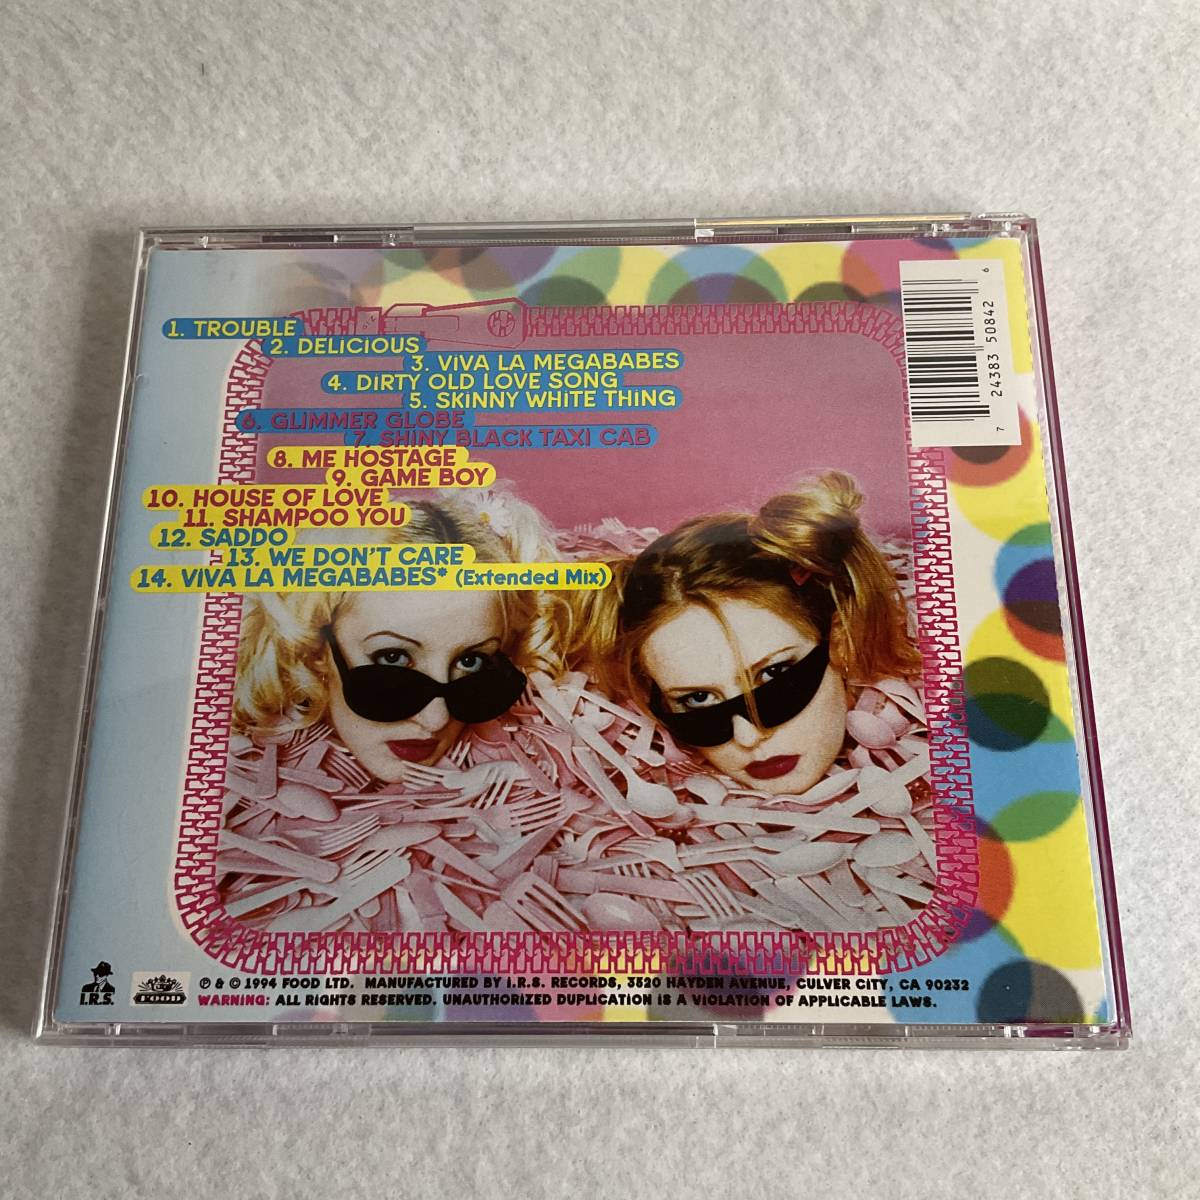 1. TROUBLE
2. DELiCiOUS
3. ViVA LA MEGABABES
4. DiRTY OLD LOVE SONG
5. SKiNNY WHiTE THiNG
6. GLiMMER GLOBE
7. SHiNY BLACK TAXi CAB
8. ME HOSTAGE
9. GAME BOY
10. HOUSE OF LOVE
11. SHAMPOO YOU
12. SADDO
13. WE DON'T CARE
14. ViVA LA MEGABABES* (Extended Mix)
7 24383 50842 6
I.R.S.
FOOD
℗ & © 1994 FOOD LTD. MANUFACTURED BY i.R.S. RECORDS, 3520 HAYDEN AVENUE, CULVER CiTY, CA 90232
WARNiNG: ALL RiGHTS RESERVED. UNAUTHORiZED DUPLiCATiON iS A ViOLATiON OF APPLiCABLE LAWS.